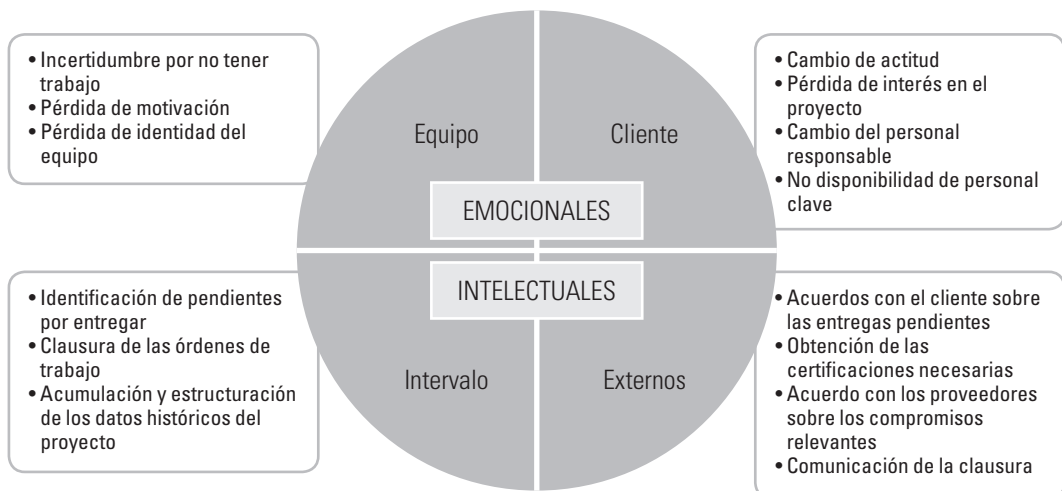 • Incertidumbre por no tener
trabajo
• Pérdida de motivación
• Pérdida de identidad del
equipo
Equipo
Cliente
• Cambio de actitud
• Pérdida de interés en el
proyecto
• Cambio del personal
responsable
• No disponibilidad de personal
clave
EMOCIONALES
INTELECTUALES
• Identificación de pendientes
por entregar
• Clausura de las órdenes de
trabajo
• Acumulación y estructuración
de los datos históricos del
proyecto
Intervalo
Externos
• Acuerdos con el cliente sobre
las entregas pendientes
• Obtención de las
certificaciones necesarias
• Acuerdo con los proveedores
sobre los compromisos
relevantes
• Comunicación de la clausura